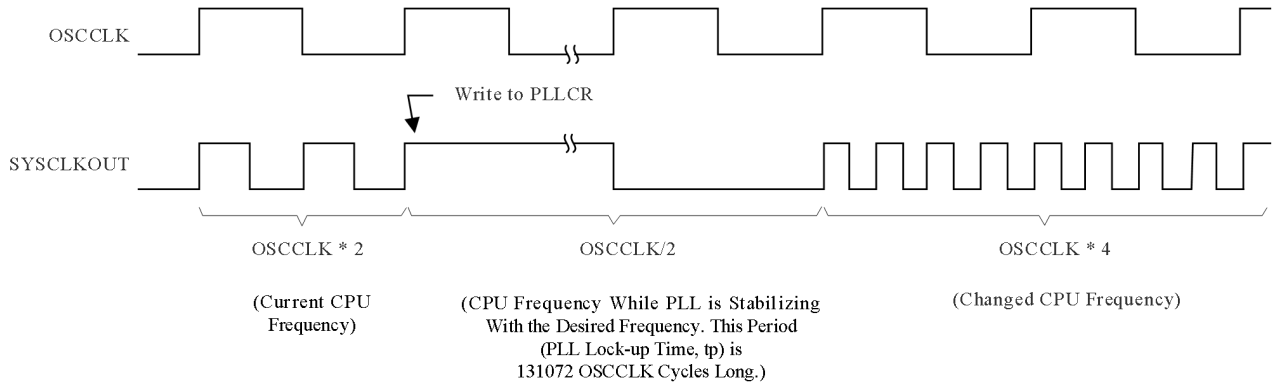 OSCCLK
Write to PLLCR
SYSCLKOUT
OSCCLK * 2
OSCCLK/2
OSCCLK * 4
(Current CPU
Frequency)
(CPU Frequency While PLL is Stabilizing
With the Desired Frequency. This Period
(PLL Lock-up Time, tp) is
131072 OSCCLK Cycles Long.)
(Changed CPU Frequency)